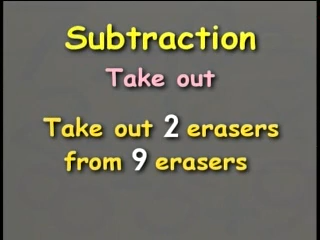 Subtraction
Take out
Take out 2 erasers
from 9 erasers